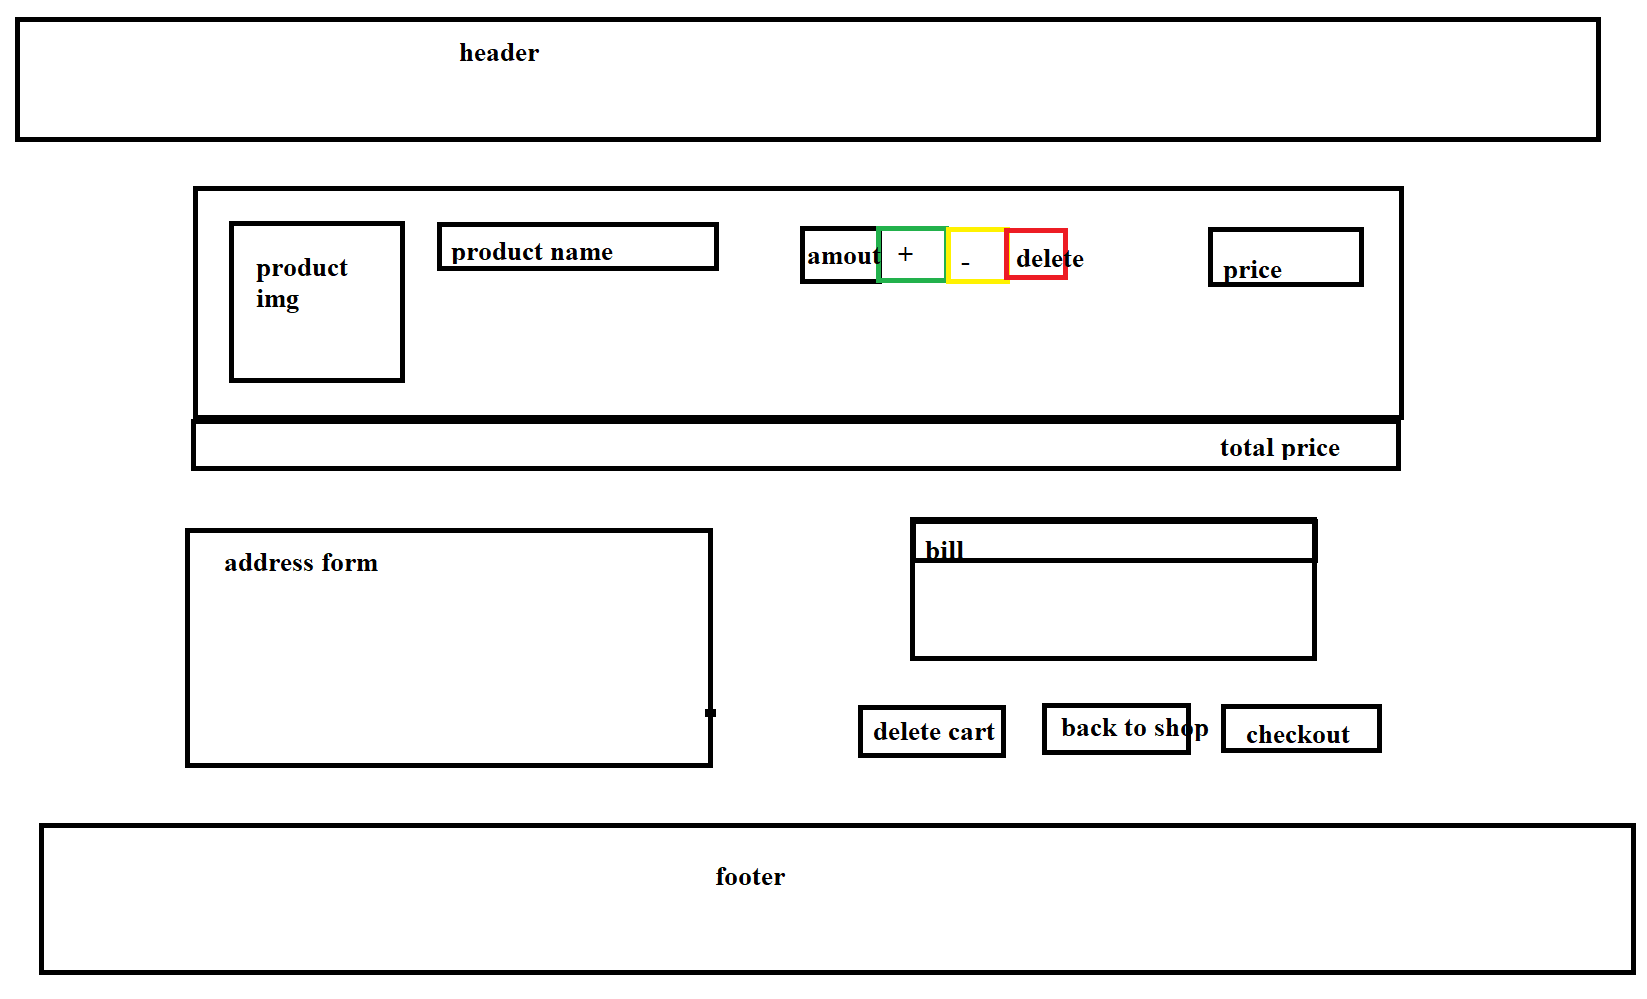 header
product
img
product name
amout
+
-
delete
price
total price
address form
bill
delete cart
back to shop
checkout
footer